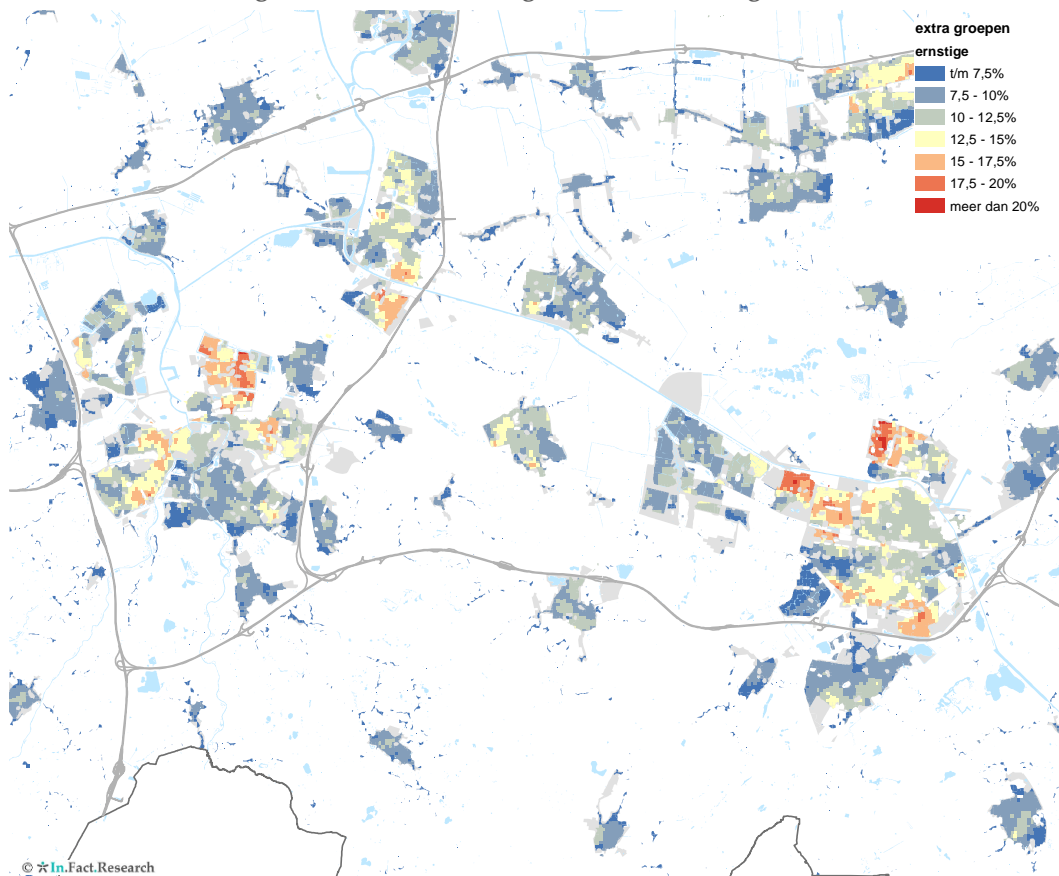 extra groepen
ernstige
t/m 7,5%
7,5 - 10%
10 - 12,5%
12,5 - 15%
15 - 17,5%
17,5 - 20%
meer dan 20%
© In.Fact.Research